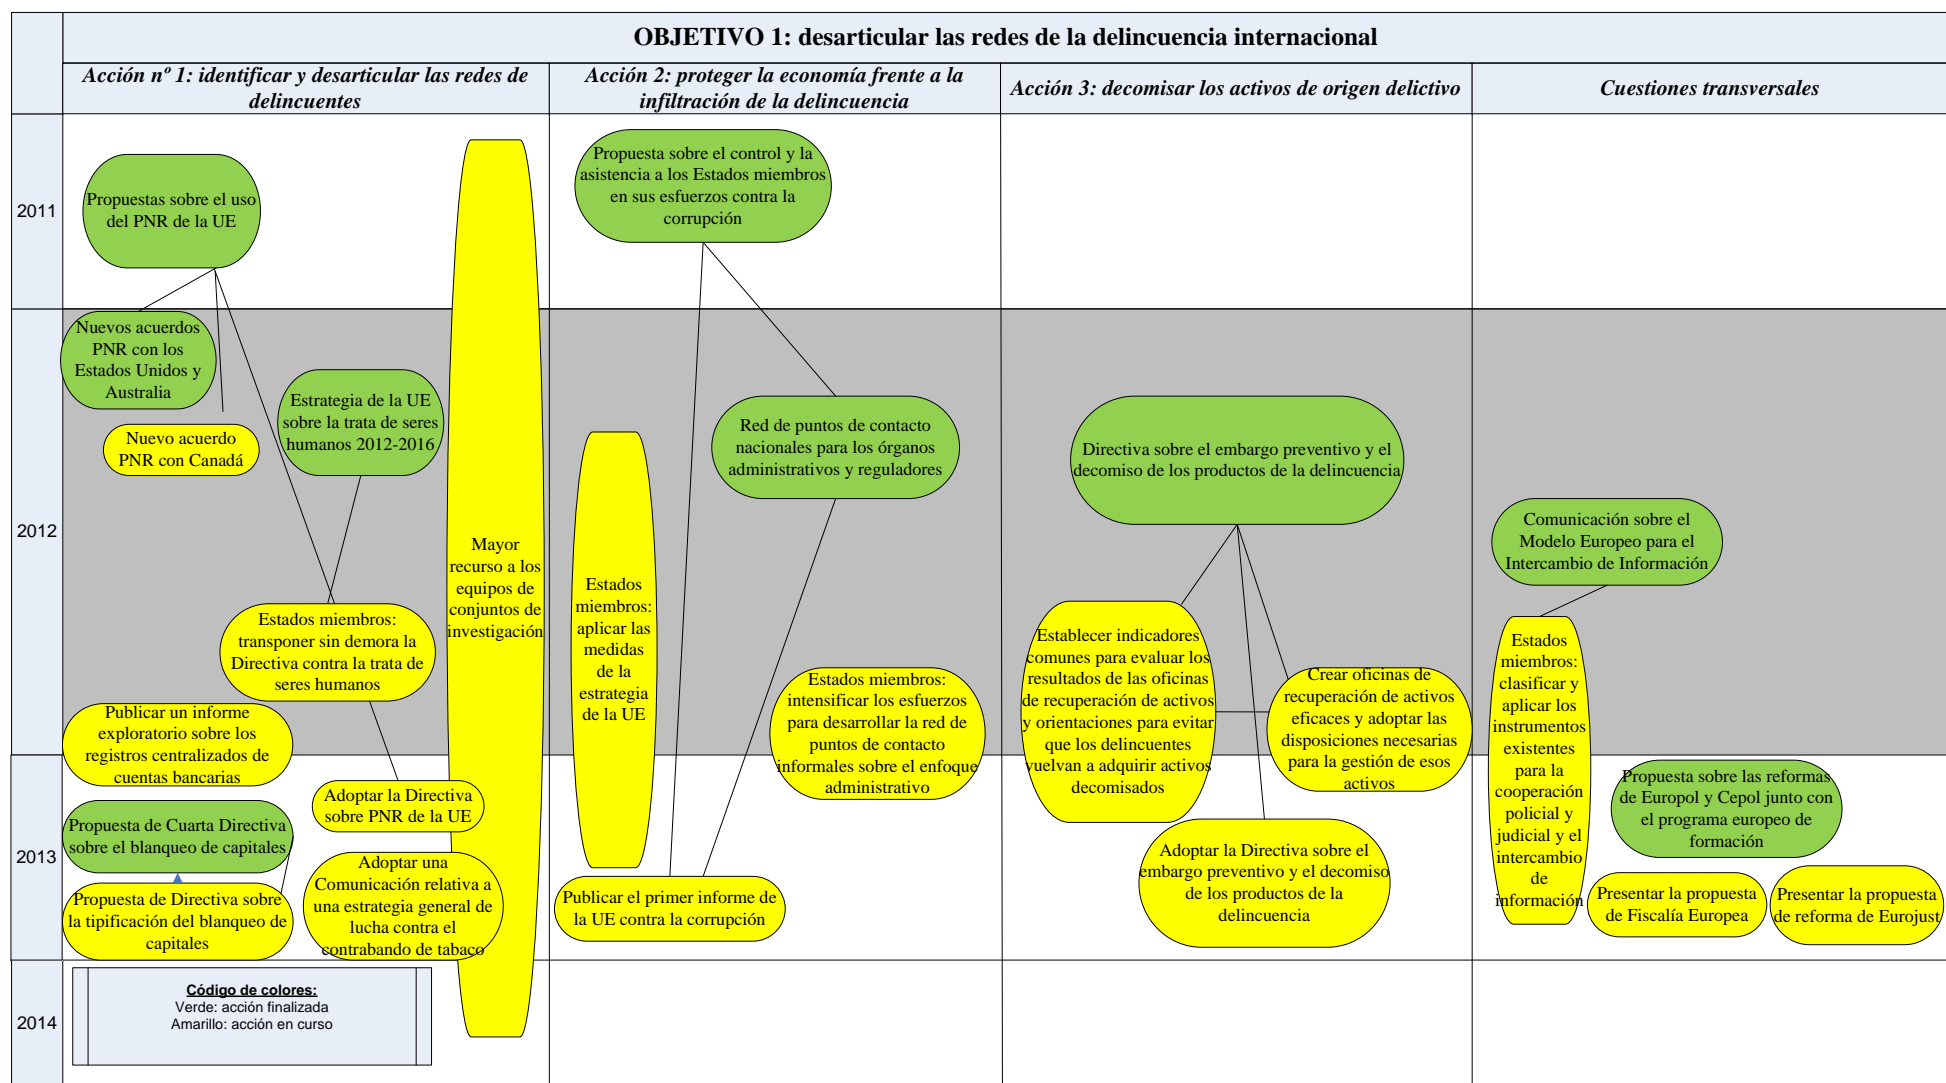 OBJETIVO 1: desarticular las redes de la delincuencia internacional
Acción nº 1: identificar y desarticular las redes de
delincuentes
Acción 2: proteger la economía frente a la
infiltración de la delincuencia
Acción 3: decomisar los activos de origen delictivo
Cuestiones transversales
2011
Propuestas sobre el uso
del PNR de la UE
Propuesta sobre el control y la
asistencia a los Estados miembros
en sus esfuerzos contra la
corrupción
2012
Nuevos acuerdos
PNR con los
Estados Unidos y
Australia
Nuevo acuerdo
PNR con Canadá
Estrategia de la UE
sobre la trata de seres
humanos 2012-2016
Mayor
recurso a los
equipos de
conjuntos de
investigación
Estados miembros:
transponer sin demora la
Directiva contra la trata de
seres humanos
Publicar un informe
exploratorio sobre los
registros centralizados de
cuentas bancarias
Estados
miembros:
aplicar las
medidas
de la
estrategia
de la UE
Red de puntos de contacto
nacionales para los órganos
administrativos y reguladores
Estados miembros:
intensificar los esfuerzos
para desarrollar la red de
puntos de contacto
informales sobre el enfoque
administrativo
Directiva sobre el embargo preventivo y el
decomiso de los productos de la delincuencia
Establecer indicadores
comunes para evaluar los
resultados de las oficinas
de recuperación de activos
y orientaciones para evitar
que los delincuentes
vuelvan a adquirir activos
decomisados
Crear oficinas de
recuperación de activos
eficaces y adoptar las
disposiciones necesarias
para la gestión de esos
activos
Comunicación sobre el
Modelo Europeo para el
Intercambio de Información
Estados
miembros:
clasificar y
aplicar los
instrumentos
existentes
para la
cooperación
policial y
judicial y el
intercambio
de
información
2013
Propuesta de Cuarta Directiva
sobre el blanqueo de capitales
Propuesta de Directiva sobre
la tipificación del blanqueo de
capitales
Adoptar la Directiva
sobre PNR de la UE
Adoptar una
Comunicación relativa a
una estrategia general de
lucha contra el
contrabando de tabaco
Publicar el primer informe de
la UE contra la corrupción
Adoptar la Directiva sobre el
embargo preventivo y el decomiso
de los productos de la
delincuencia
Propuesta sobre las reformas
de Europol y Cepol junto con
el programa europeo de
formación
Presentar la propuesta
de Fiscalía Europea
Presentar la propuesta
de reforma de Eurojust
2014
Código de colores:
Verde: acción finalizada
Amarillo: acción en curso